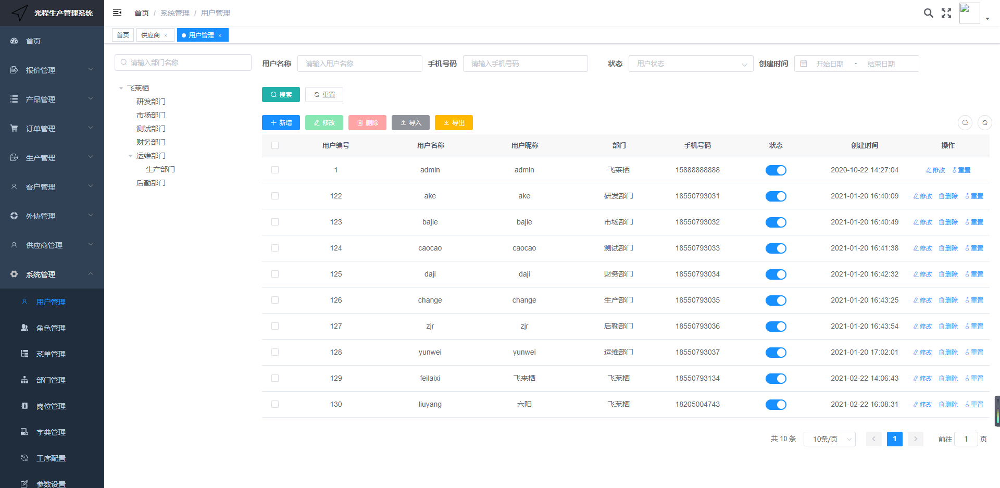 光程生产管理系统
首页
报价管理
产品管理
订单管理
生产管理
客户管理
外协管理
供应商管理
系统管理
用户管理
角色管理
菜单管理
部门管理
岗位管理
字典管理
工序配置
参数设置
首页 / 系统管理 / 用户管理
首页 供应商 × 用户管理 ×
请输入部门名称
飞莱栖
研发部门
市场部门
测试部门
财务部门
运维部门
生产部门
后勤部门
用户名称 请输入用户名称 手机号码 请输入手机号码 状态 用户状态 创建时间 开始日期 - 结束日期
搜索 重置
新增 修改 删除 导入 导出
用户编号 用户名称 用户昵称 部门 手机号码 状态 创建时间 操作
1 admin admin 飞莱栖 15888888888 2020-10-22 14:27:04 修改 重置
122 ake ake 研发部门 18550793031 2021-01-20 16:40:09 修改 删除 重置
123 bajie bajie 市场部门 18550793032 2021-01-20 16:40:49 修改 删除 重置
124 caocao caocao 测试部门 18550793033 2021-01-20 16:41:38 修改 删除 重置
125 daji daji 财务部门 18550793034 2021-01-20 16:42:32 修改 删除 重置
126 change change 生产部门 18550793035 2021-01-20 16:43:25 修改 删除 重置
127 zjr zjr 后勤部门 18550793036 2021-01-20 16:43:54 修改 删除 重置
128 yunwei yunwei 运维部门 18550793037 2021-01-20 17:02:01 修改 删除 重置
129 feilaixi 飞来栖 飞莱栖 18550793134 2021-02-22 14:06:43 修改 删除 重置
130 liuyang 六阳 飞莱栖 18205004743 2021-02-22 16:08:31 修改 删除 重置
共 10 条 10条/页 1 前往 1 页